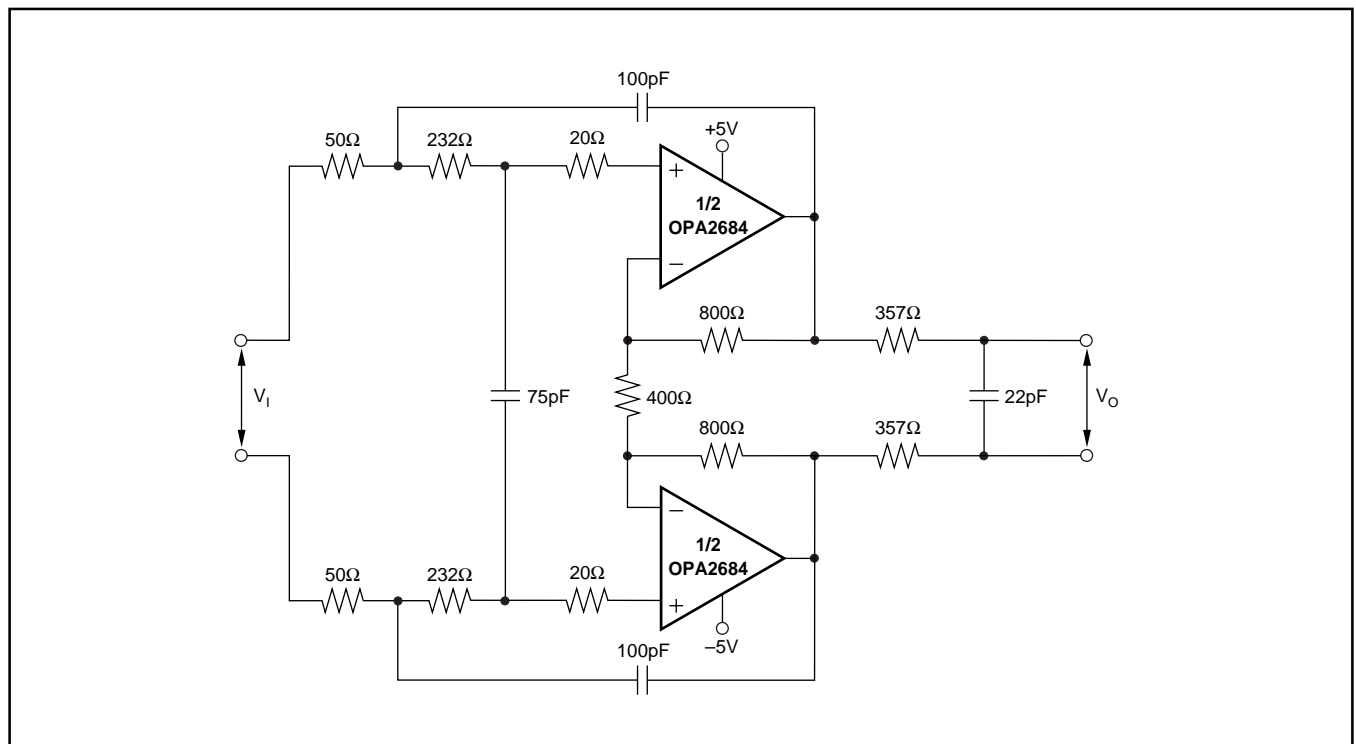 100pF
50Ω
232Ω
20Ω
+5V
+
1/2
OPA2684
−
800Ω
357Ω
V_I
75pF
400Ω
22pF
V_O
800Ω
357Ω
−
1/2
OPA2684
50Ω
232Ω
20Ω
+
–5V
100pF